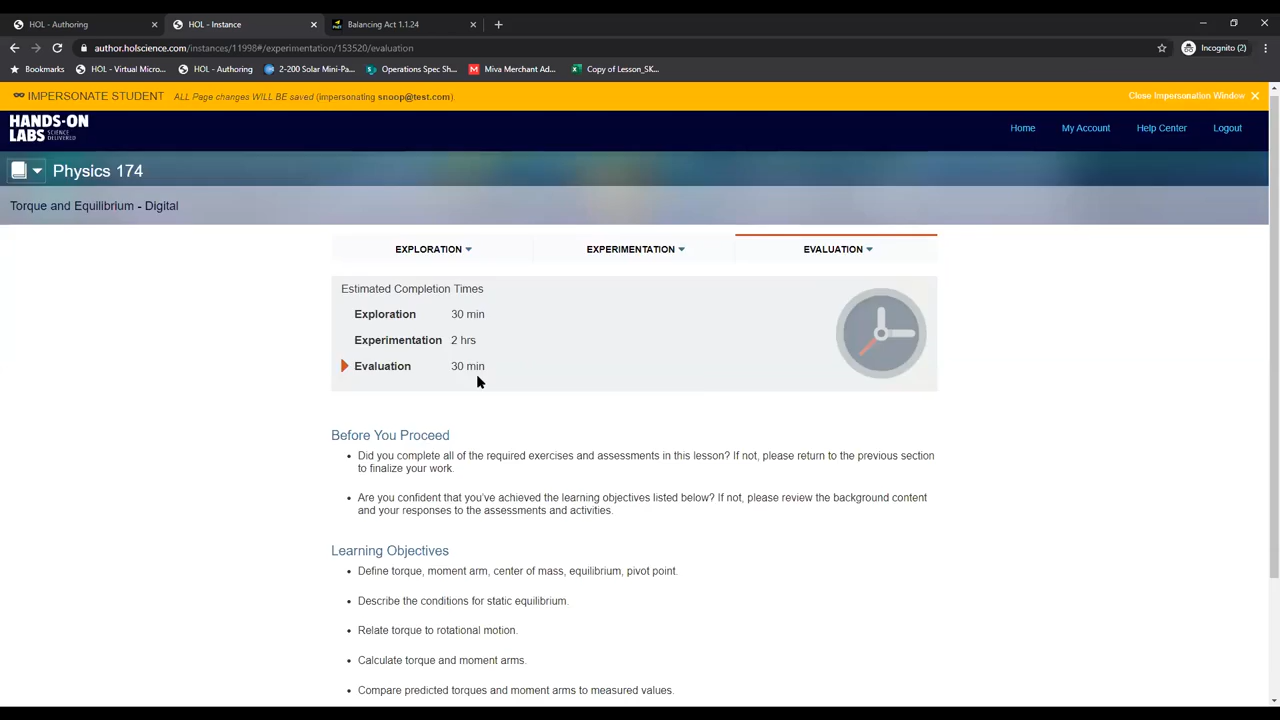 HOL - Authoring
HOL - Instance
Balancing Act 1.1.24
author.holscience.com/instances/11998#/experimentation/153520/evaluation
Incognito (2)
Bookmarks
HOL - Virtual Micro...
HOL - Authoring
2-200 Solar Mini-Pa...
Operations Spec Sh...
Miva Merchant Ad...
Copy of Lesson_SK...
IMPERSONATE STUDENT ALL Page changes WILL BE saved (impersonating snoop@test.com).
Close Impersonation Window
HANDS-ON
LABS SCIENCE DELIVERED
Home
My Account
Help Center
Logout
Physics 174
Torque and Equilibrium - Digital
EXPLORATION
EXPERIMENTATION
EVALUATION
Estimated Completion Times
Exploration 30 min
Experimentation 2 hrs
Evaluation 30 min
Before You Proceed
• Did you complete all of the required exercises and assessments in this lesson? If not, please return to the previous section
to finalize your work.
• Are you confident that you've achieved the learning objectives listed below? If not, please review the background content
and your responses to the assessments and activities.
Learning Objectives
• Define torque, moment arm, center of mass, equilibrium, pivot point.
• Describe the conditions for static equilibrium.
• Relate torque to rotational motion.
• Calculate torque and moment arms.
• Compare predicted torques and moment arms to measured values.